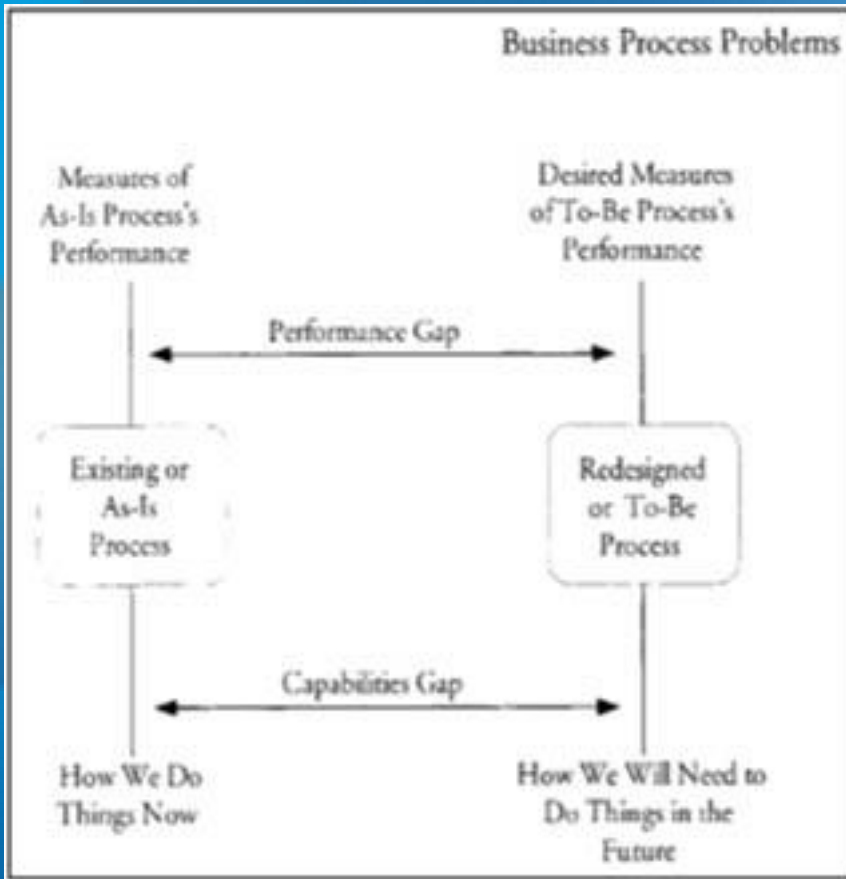 Business Process Problems
Measures of
As-Is Process's
Performance
Desired Measures
of To-Be Process's
Performance
Performance Gap
Existing or
As-Is
Process
Redesigned
or To-Be
Process
Capabilities Gap
How We Do
Things Now
How We Will Need to
Do Things in the
Future